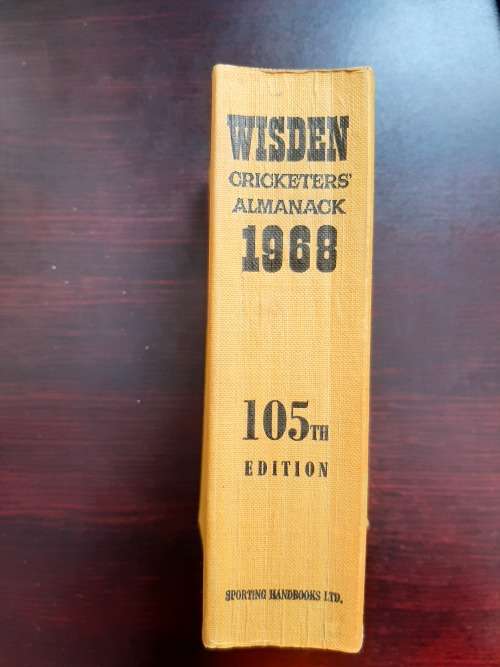 WISDEN
CRICKETERS'
ALMANACK
1968
105TH
EDITION
SPORTING HANDBOOKS LTD.